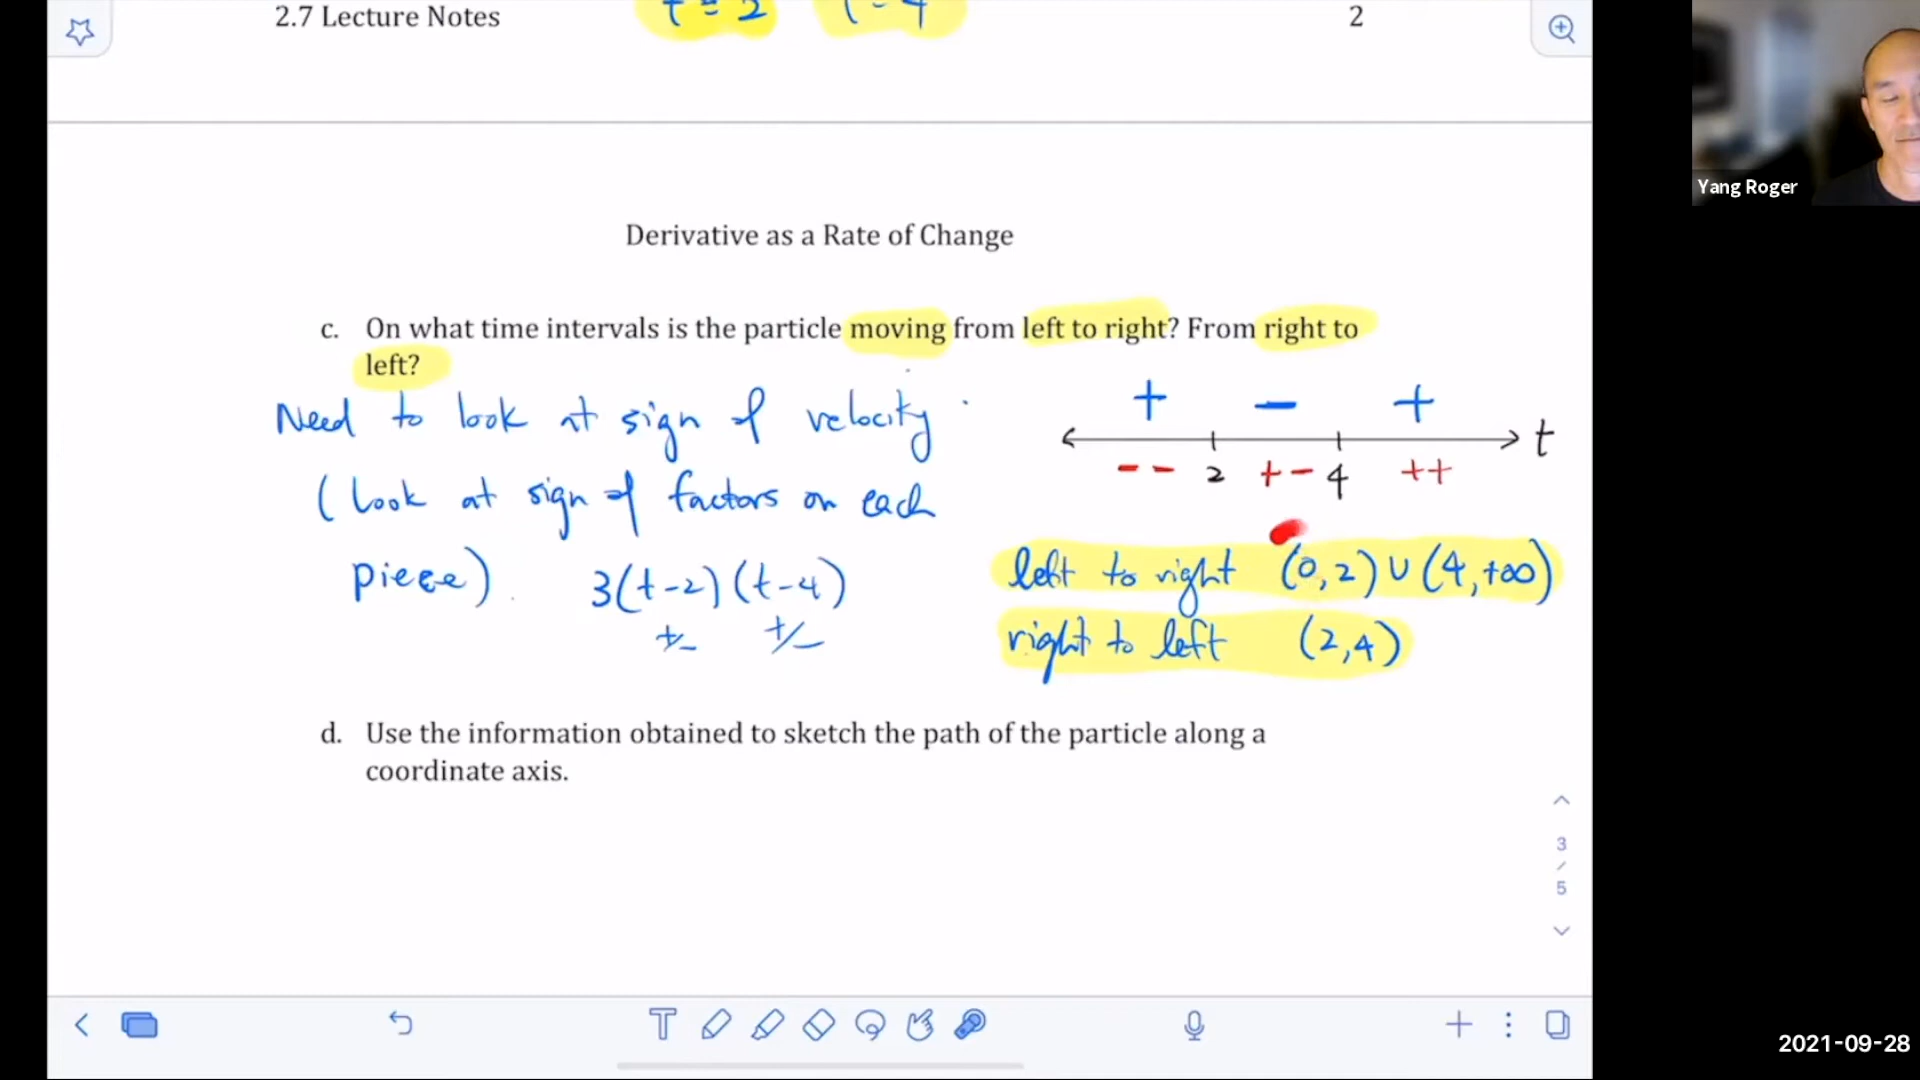 2.7 Lecture Notes
t = 2 t = 4
2
Yang Roger
Derivative as a Rate of Change
c. On what time intervals is the particle moving from left to right? From right to
left?
Need to look at sign of velocity.
(look at sign of factors on each
piece).
3(t-2)(t-4)
+/- +/-
+ − +
t
− − 2 + − 4 + +
left to right (0,2) ∪ (4,+∞)
right to left (2,4)
d. Use the information obtained to sketch the path of the particle along a
coordinate axis.
3
/
5
T
2021-09-28